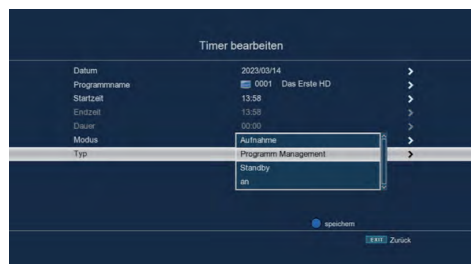 Timer bearbeiten
Datum 2023/03/14
Programmname 0001 Das Erste HD
Startzeit 13:58
Endzeit 13:58
Dauer 00:00
Modus Aufnahme
Typ Programm Management
Standby
an
speichern
EXIT Zurück